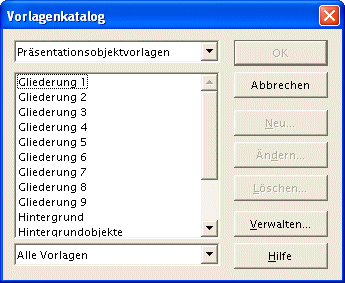 Vorlagenkatalog
Präsentationsobjektvorlagen
Gliederung 1
Gliederung 2
Gliederung 3
Gliederung 4
Gliederung 5
Gliederung 6
Gliederung 7
Gliederung 8
Gliederung 9
Hintergrund
Hintergrundobjekte
Alle Vorlagen
OK
Abbrechen
Neu...
Ändern...
Löschen...
Verwalten...
Hilfe